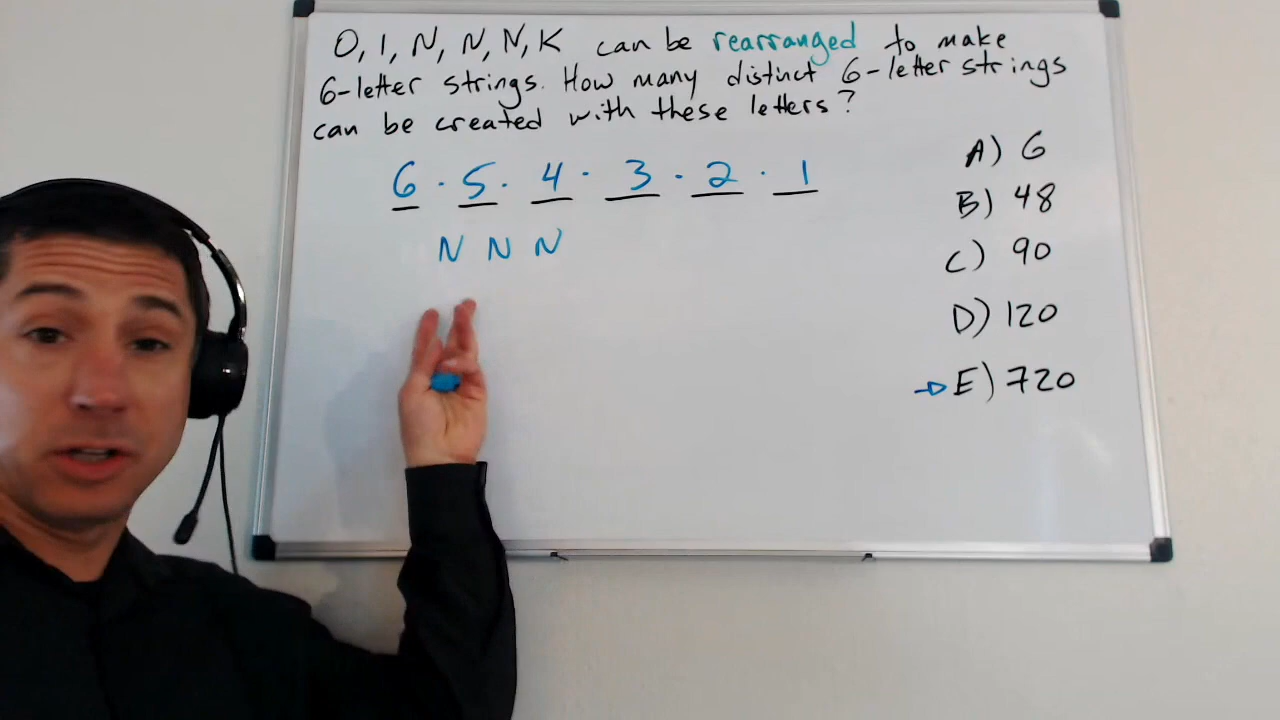 O, I, N, N, N, K can be rearranged to make
6-letter strings. How many distinct 6-letter strings
can be created with these letters?
6 · 5 · 4 · 3 · 2 · 1
N N N
A) 6
B) 48
C) 90
D) 120
→ E) 720